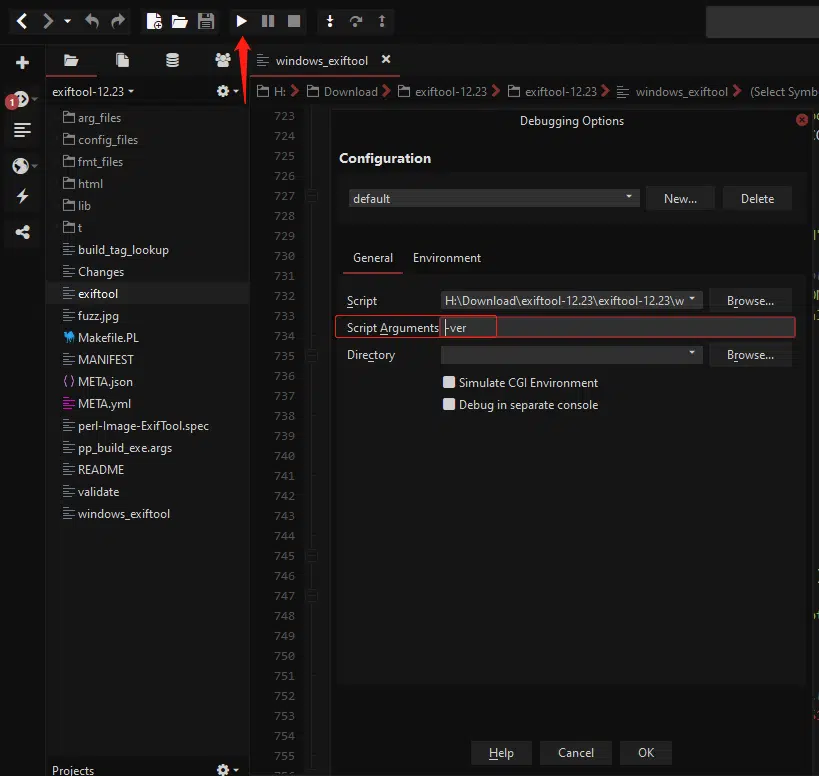 windows_exiftool
exiftool-12.23
H:
Download
exiftool-12.23
exiftool-12.23
windows_exiftool
(Select Symb
1
arg_files
config_files
fmt_files
html
lib
t
build_tag_lookup
Changes
exiftool
fuzz.jpg
Makefile.PL
MANIFEST
META.json
META.yml
perl-Image-ExifTool.spec
pp_build_exe.args
README
validate
windows_exiftool
Projects
723
724
725
726
727
728
729
730
731
732
733
734
735
736
737
738
739
740
741
742
743
744
745
746
747
748
749
750
751
752
753
754
755
Debugging Options
Configuration
default
New...
Delete
General
Environment
Script
H:\Download\exiftool-12.23\exiftool-12.23\w
Browse...
Script Arguments
-ver
Directory
Browse...
Simulate CGI Environment
Debug in separate console
Help
Cancel
OK